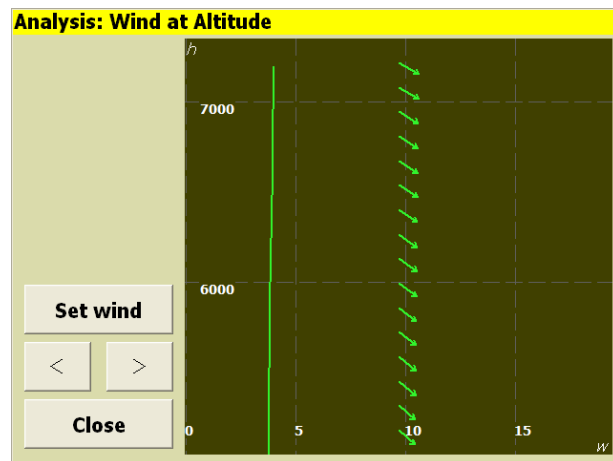 Analysis: Wind at Altitude
h
7000
6000
Set wind
< >
Close
0 5 10 15
w